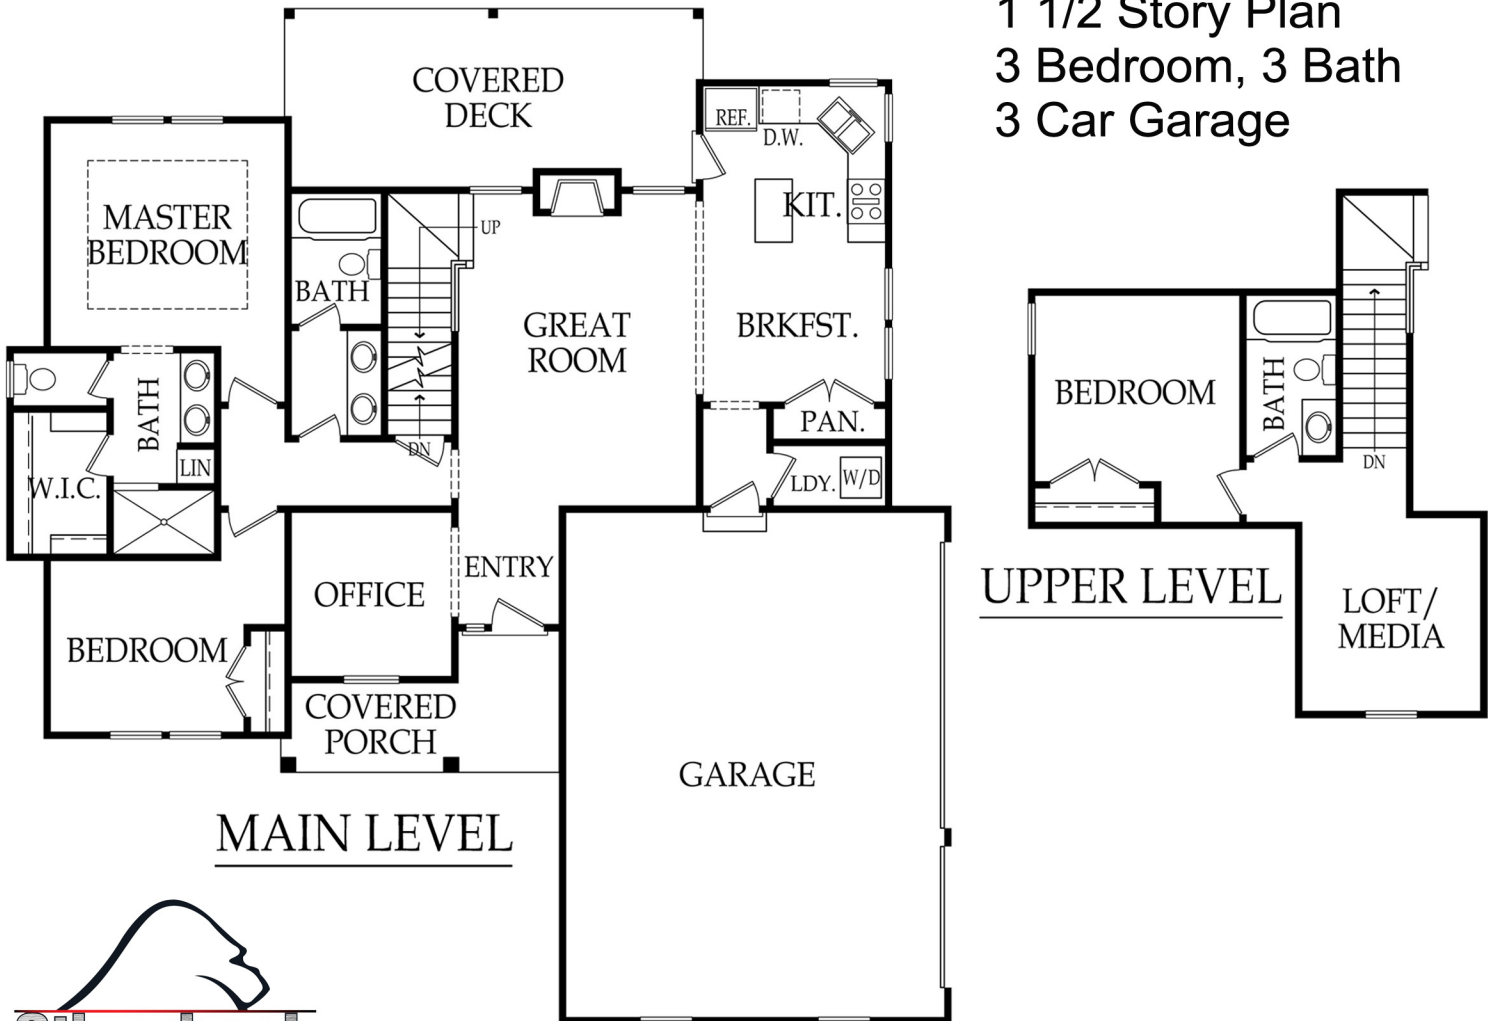 1 1/2 Story Plan
3 Bedroom, 3 Bath
3 Car Garage
COVERED
DECK
REF.
D.W.
KIT.
MASTER
BEDROOM
UP
BATH
GREAT
ROOM
BRKFST.
BATH
PAN.
DN
LIN
W.I.C.
LDY.
W/D
OFFICE
ENTRY
BEDROOM
COVERED
PORCH
GARAGE
MAIN LEVEL
BEDROOM
BATH
DN
UPPER LEVEL
LOFT/
MEDIA